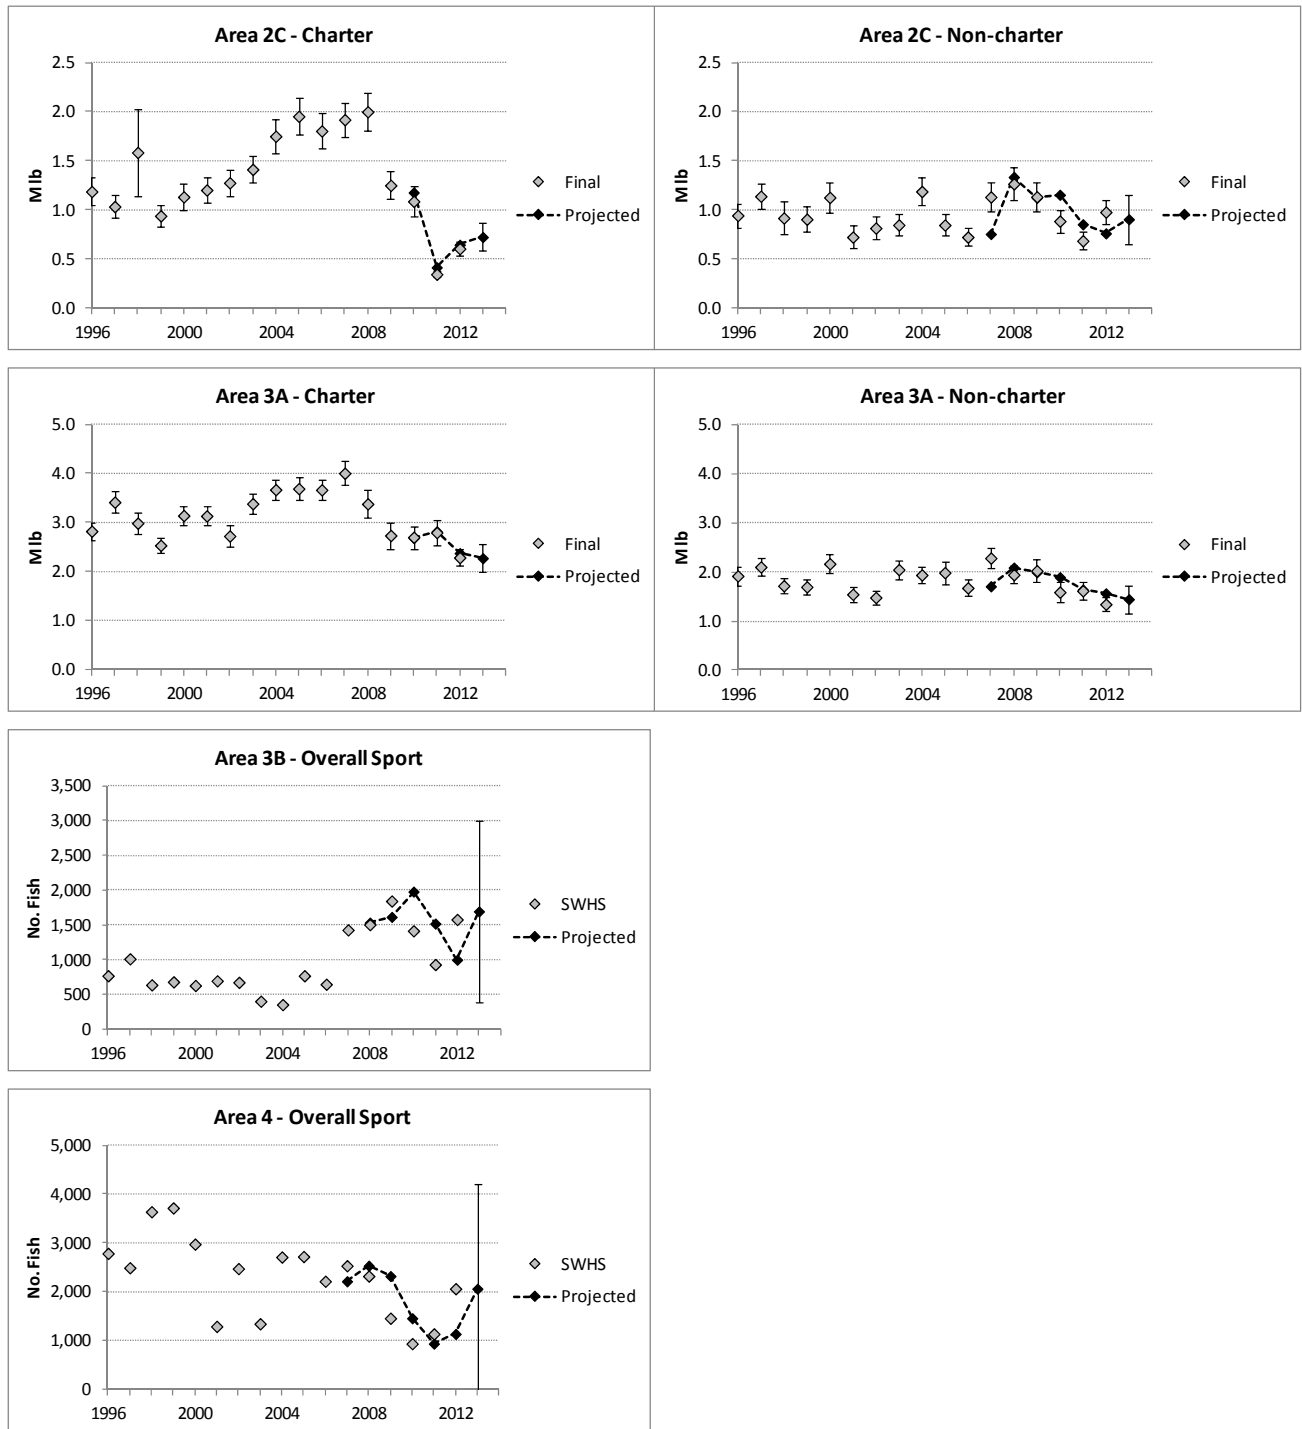 Area 2C - Charter
2.5
2.0
1.5
1.0
0.5
0.0
Mlb
1996 2000 2004 2008 2012
Final
Projected
Area 2C - Non-charter
2.5
2.0
1.5
1.0
0.5
0.0
Mlb
1996 2000 2004 2008 2012
Final
Projected
Area 3A - Charter
5.0
4.0
3.0
2.0
1.0
0.0
Mlb
1996 2000 2004 2008 2012
Final
Projected
Area 3A - Non-charter
5.0
4.0
3.0
2.0
1.0
0.0
Mlb
1996 2000 2004 2008 2012
Final
Projected
Area 3B - Overall Sport
3,500
3,000
2,500
2,000
1,500
1,000
500
0
No. Fish
1996 2000 2004 2008 2012
SWHS
Projected
Area 4 - Overall Sport
5,000
4,000
3,000
2,000
1,000
0
No. Fish
1996 2000 2004 2008 2012
SWHS
Projected